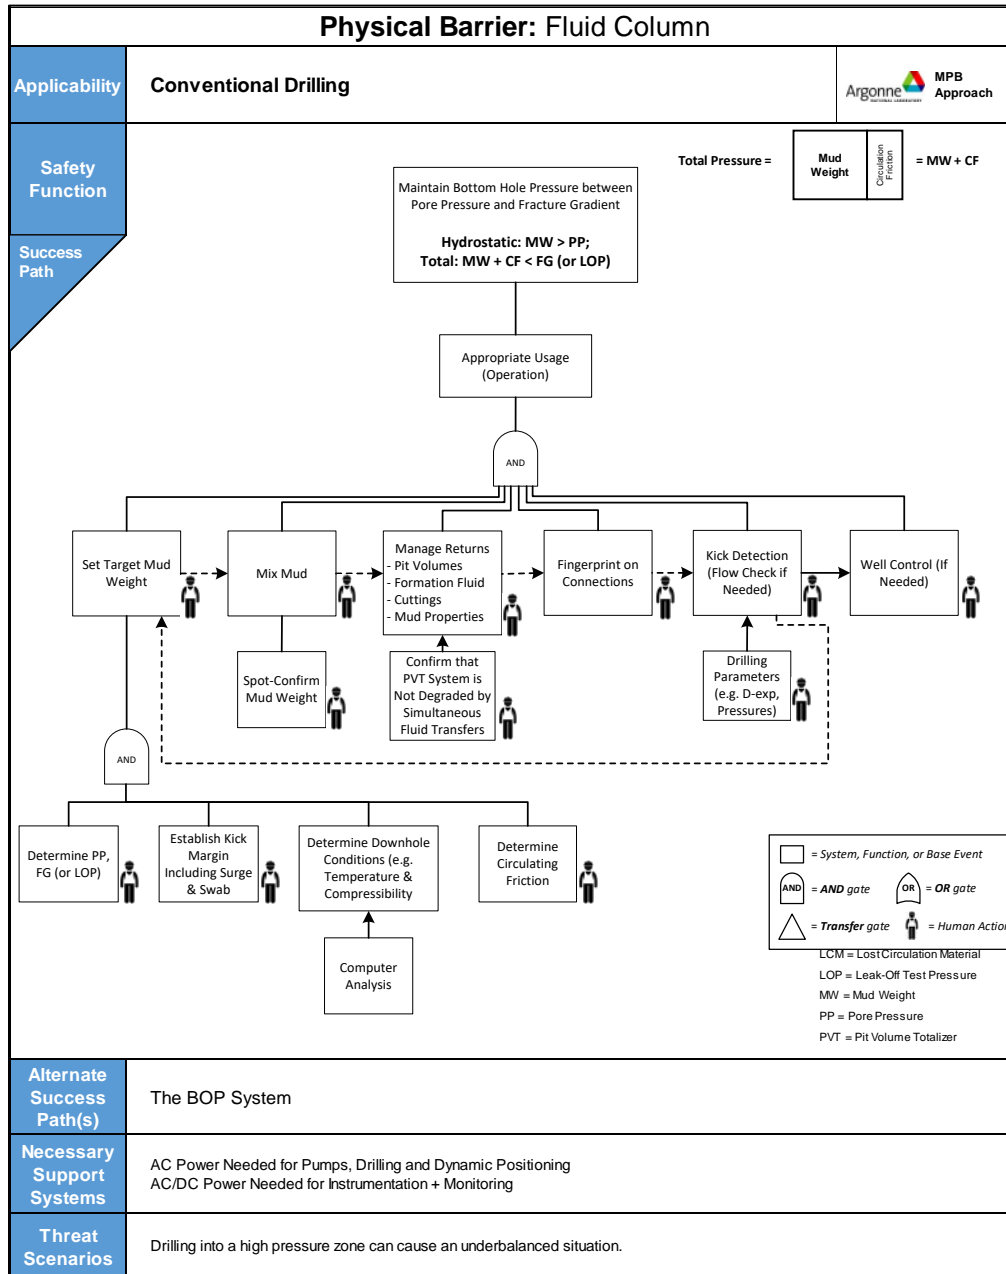 Physical Barrier: Fluid Column
Applicability
Conventional Drilling
Argonne
NATIONAL LABORATORY
MPB
Approach
Safety
Function
Success
Path
Total Pressure =
Mud
Weight
Circulation
Friction
= MW + CF
Maintain Bottom Hole Pressure between
Pore Pressure and Fracture Gradient
Hydrostatic: MW > PP;
Total: MW + CF < FG (or LOP)
Appropriate Usage
(Operation)
AND
Set Target Mud
Weight
Mix Mud
Manage Returns
- Pit Volumes
- Formation Fluid
- Cuttings
- Mud Properties
Fingerprint on
Connections
Kick Detection
(Flow Check if
Needed)
Well Control (If
Needed)
Spot-Confirm
Mud Weight
Confirm that
PVT System is
Not Degraded by
Simultaneous
Fluid Transfers
Drilling
Parameters
(e.g. D-exp,
Pressures)
AND
Determine PP,
FG (or LOP)
Establish Kick
Margin
Including Surge
& Swab
Determine Downhole
Conditions (e.g.
Temperature &
Compressibility
Determine
Circulating
Friction
Computer
Analysis
= System, Function, or Base Event
AND
= AND gate
OR
= OR gate
= Transfer gate
= Human Action
LCM = Lost Circulation Material
LOP = Leak-Off Test Pressure
MW = Mud Weight
PP = Pore Pressure
PVT = Pit Volume Totalizer
Alternate
Success
Path(s)
The BOP System
Necessary
Support
Systems
AC Power Needed for Pumps, Drilling and Dynamic Positioning
AC/DC Power Needed for Instrumentation + Monitoring
Threat
Scenarios
Drilling into a high pressure zone can cause an underbalanced situation.